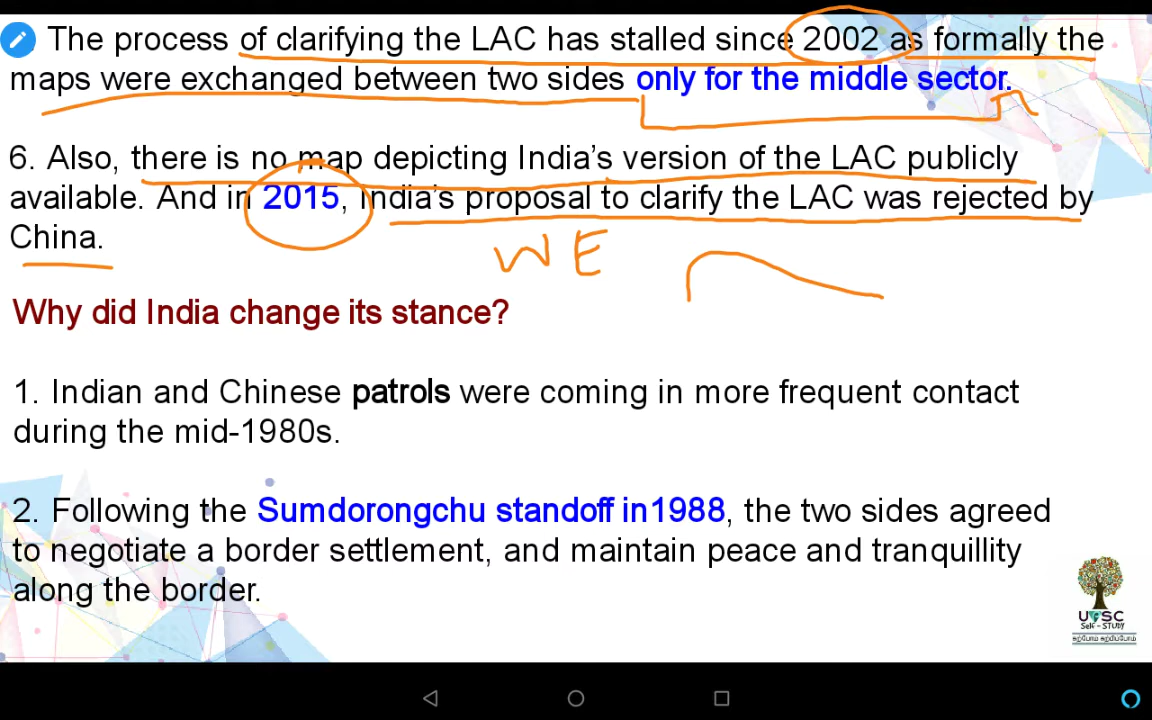 The process of clarifying the LAC has stalled since 2002 as formally the
maps were exchanged between two sides only for the middle sector.
6. Also, there is no map depicting India's version of the LAC publicly
available. And in 2015, India's proposal to clarify the LAC was rejected by
China.
W E
Why did India change its stance?
1. Indian and Chinese patrols were coming in more frequent contact
during the mid-1980s.
2. Following the Sumdorongchu standoff in1988, the two sides agreed
to negotiate a border settlement, and maintain peace and tranquillity
along the border.
UPSC
Self - STUDY
கற்போம் கற்பிப்போம்